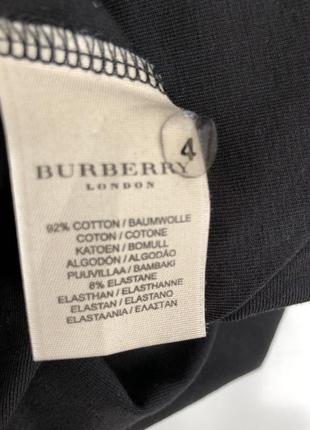 4
BURBERRY
LONDON
92% COTTON / BAUMWOLLE
COTON / COTONE
KATOEN / BOMULL
ALGODÓN / ALGODÃO
PUUVILLAA / BAMBAKI
8% ELASTANE
ELASTHAN / ELASTHANNE
ELASTAN / ELASTANO
ELASTAANIA / ΕΛΑΣΤΑΝ